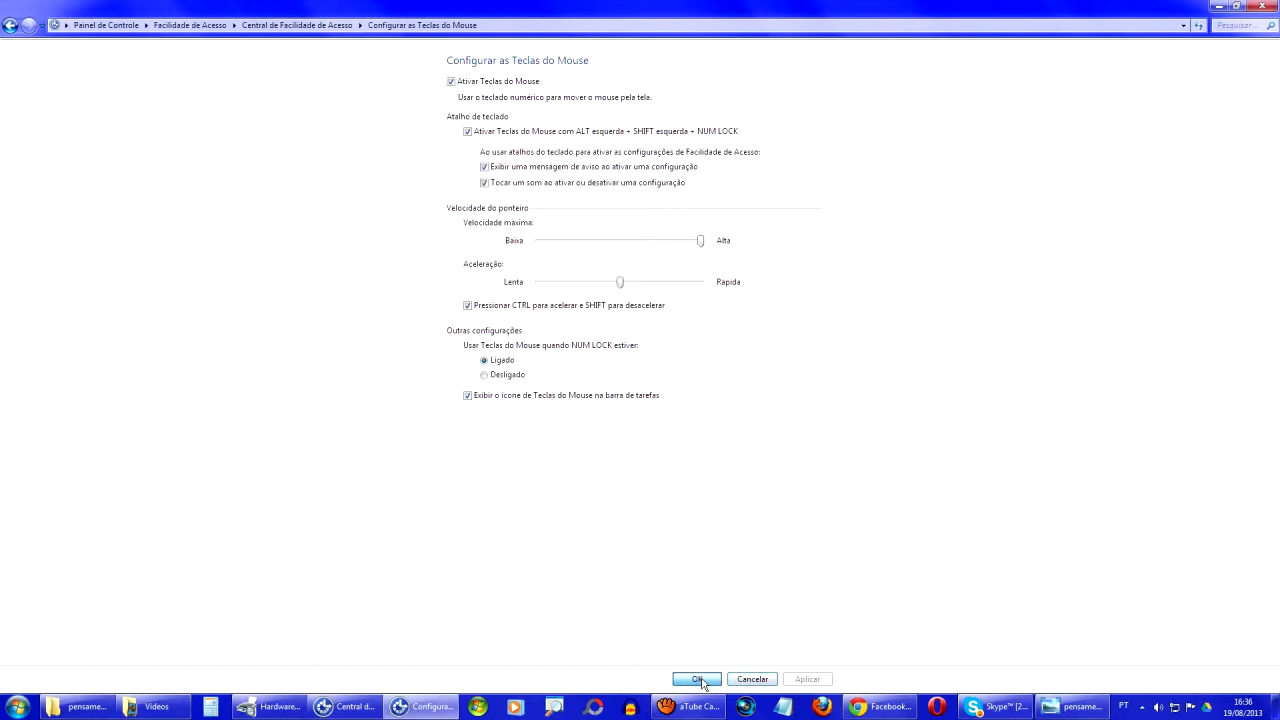 Painel de Controle ▸ Facilidade de Acesso ▸ Central de Facilidade de Acesso ▸ Configurar as Teclas do Mouse
Pesquisar...
Configurar as Teclas do Mouse
Ativar Teclas do Mouse
Usar o teclado numérico para mover o mouse pela tela.
Atalho de teclado
Ativar Teclas do Mouse com ALT esquerda + SHIFT esquerda + NUM LOCK
Ao usar atalhos do teclado para ativar as configurações de Facilidade de Acesso:
Exibir uma mensagem de aviso ao ativar uma configuração
Tocar um som ao ativar ou desativar uma configuração
Velocidade do ponteiro
Velocidade máxima:
Baixa Alta
Aceleração:
Lenta Rápida
Pressionar CTRL para acelerar e SHIFT para desacelerar
Outras configurações
Usar Teclas do Mouse quando NUM LOCK estiver:
Ligado
Desligado
Exibir o ícone de Teclas do Mouse na barra de tarefas
OK Cancelar Aplicar
pensame... Vídeos Hardware... Central d... Configura... aTube Ca... Facebook... Skype™ [2... pensame... PT 16:36
19/08/2013